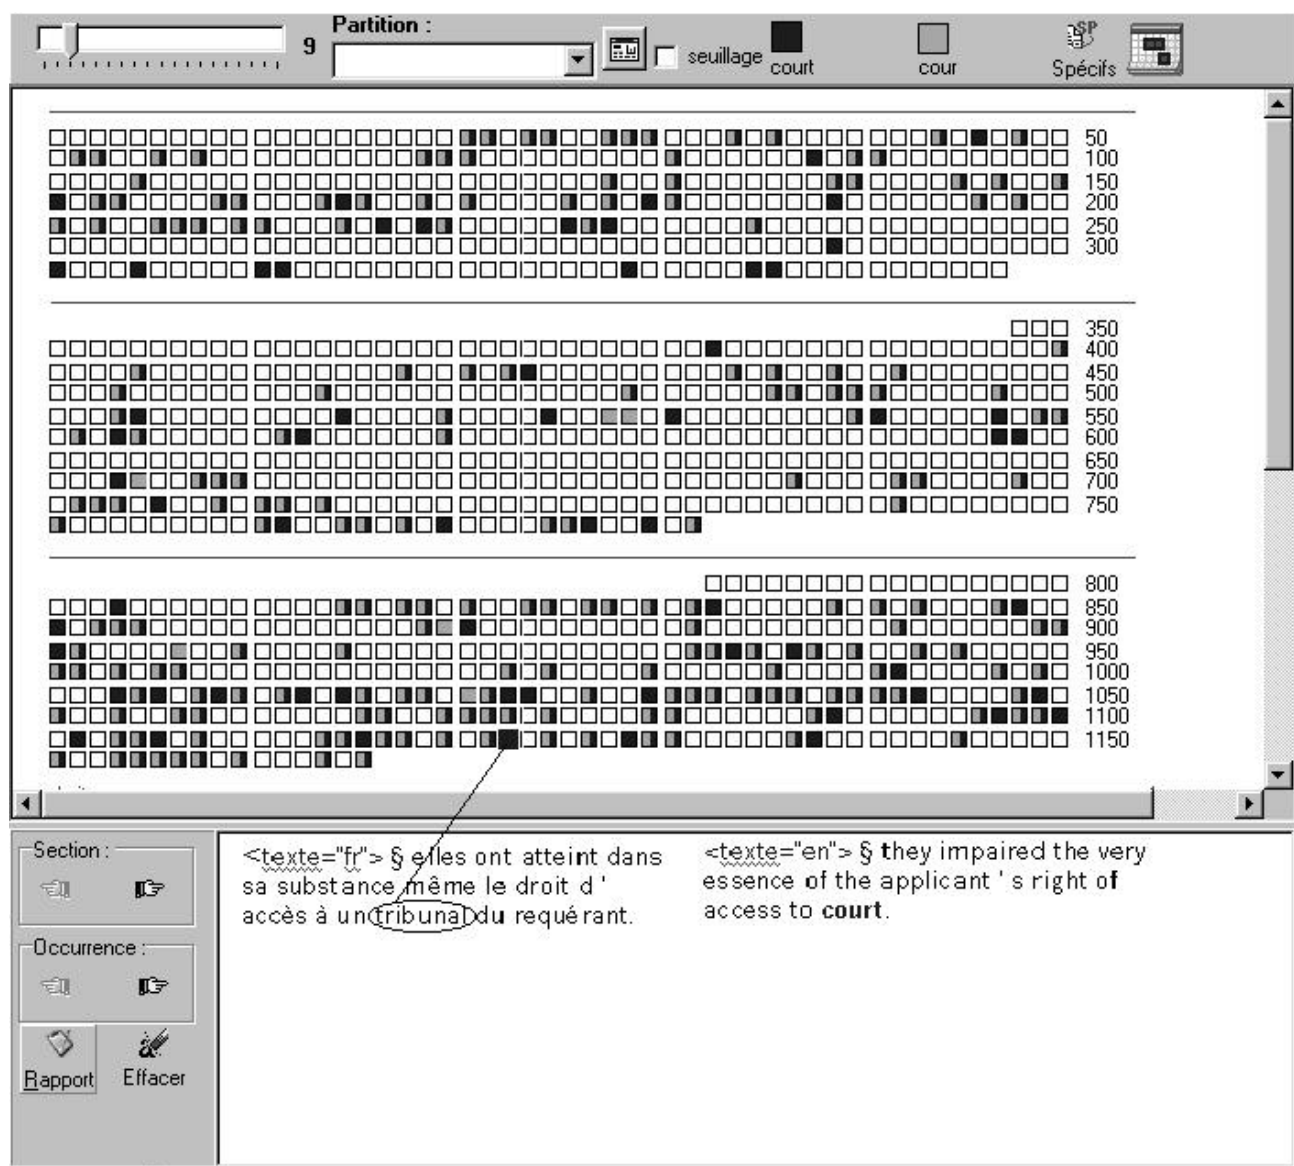 Partition :
9
seuillage
court
cour
SP
Spécifs
50
100
150
200
250
300
350
400
450
500
550
600
650
700
750
800
850
900
950
1000
1050
1100
1150
Section :
Occurrence :
Rapport
Effacer
<texte="fr"> § elles ont atteint dans
sa substance même le droit d '
accès à un tribunal du requérant.
<texte="en"> § they impaired the very
essence of the applicant ' s right of
access to court.